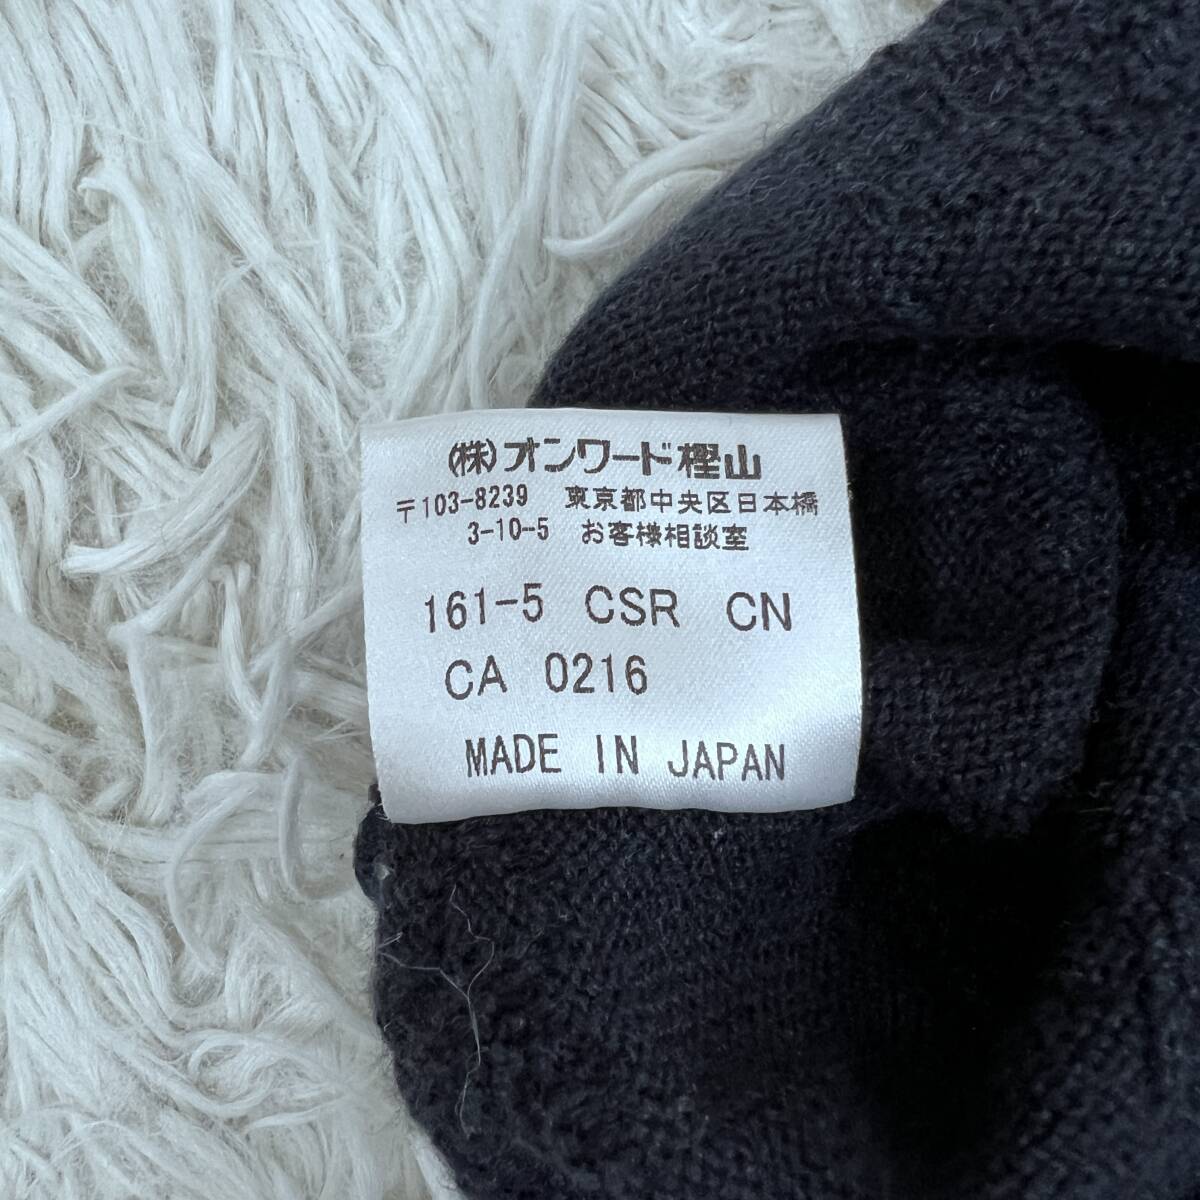 (株)オンワード樫山
〒103-8239 東京都中央区日本橋
3-10-5 お客様相談室
161-5 CSR CN
CA 0216
MADE IN JAPAN